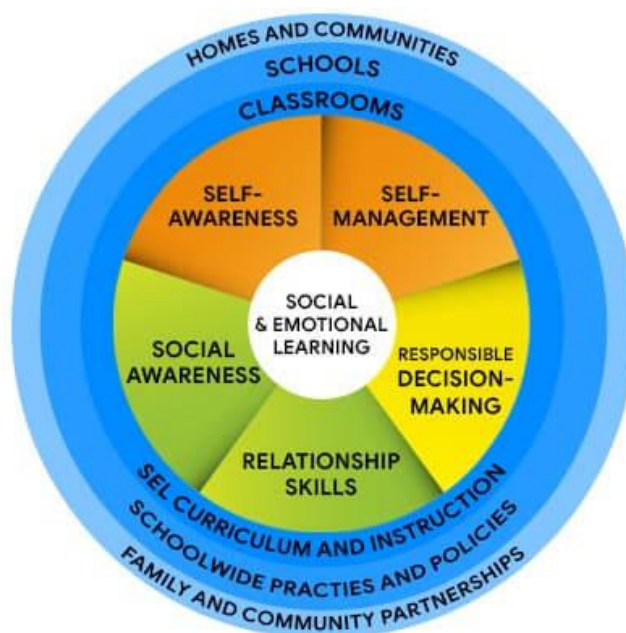 HOMES AND COMMUNITIES
SCHOOLS
CLASSROOMS
SELF-
AWARENESS
SELF-
MANAGEMENT
SOCIAL
& EMOTIONAL
LEARNING
SOCIAL
AWARENESS
RESPONSIBLE
DECISION-
MAKING
RELATIONSHIP
SKILLS
SEL CURRICULUM AND INSTRUCTION
SCHOOLWIDE PRACTIES AND POLICIES
FAMILY AND COMMUNITY PARTNERSHIPS